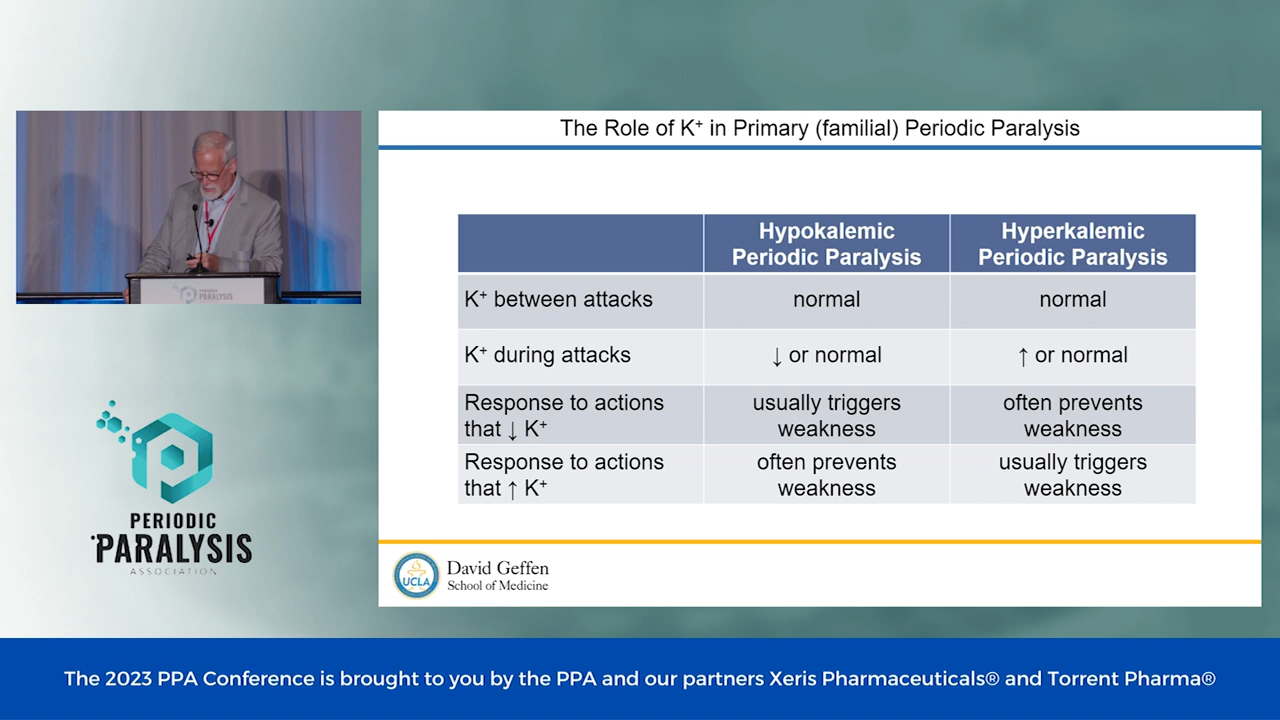 The Role of K⁺ in Primary (familial) Periodic Paralysis
Hypokalemic
Periodic Paralysis
Hyperkalemic
Periodic Paralysis
K⁺ between attacks
normal
normal
K⁺ during attacks
↓ or normal
↑ or normal
Response to actions
that ↓ K⁺
usually triggers
weakness
often prevents
weakness
Response to actions
that ↑ K⁺
often prevents
weakness
usually triggers
weakness
UCLA
David Geffen
School of Medicine
PERIODIC
PARALYSIS
PERIODIC
PARALYSIS
ASSOCIATION
The 2023 PPA Conference is brought to you by the PPA and our partners Xeris Pharmaceuticals® and Torrent Pharma®